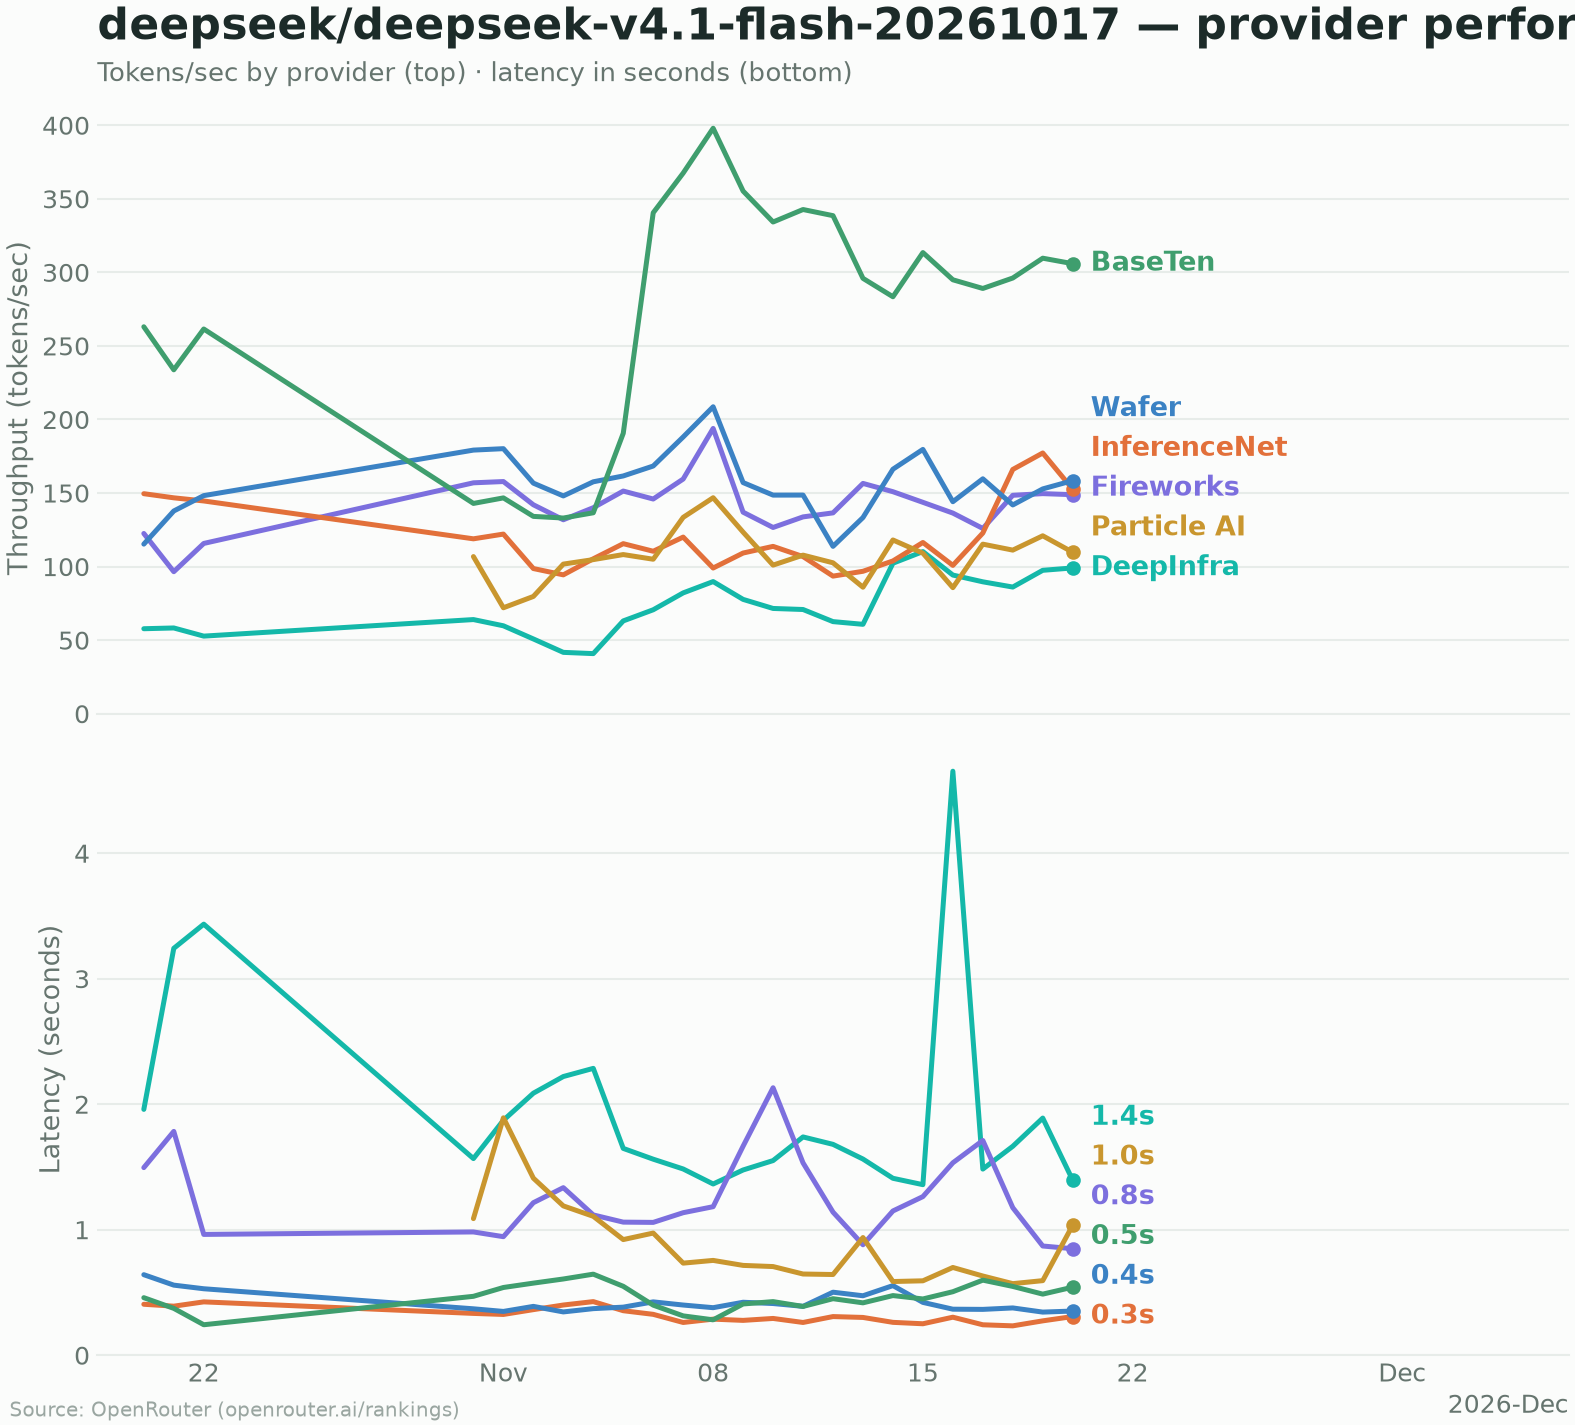 deepseek/deepseek-v4.1-flash-20261017 — provider perfor
Tokens/sec by provider (top) · latency in seconds (bottom)
Throughput (tokens/sec)
400
350
300
250
200
150
100
50
0
BaseTen
Wafer
InferenceNet
Fireworks
Particle AI
DeepInfra
Latency (seconds)
4
3
2
1
0
1.4s
1.0s
0.8s
0.5s
0.4s
0.3s
22 Nov 08 15 22 Dec
2026-Dec
Source: OpenRouter (openrouter.ai/rankings)